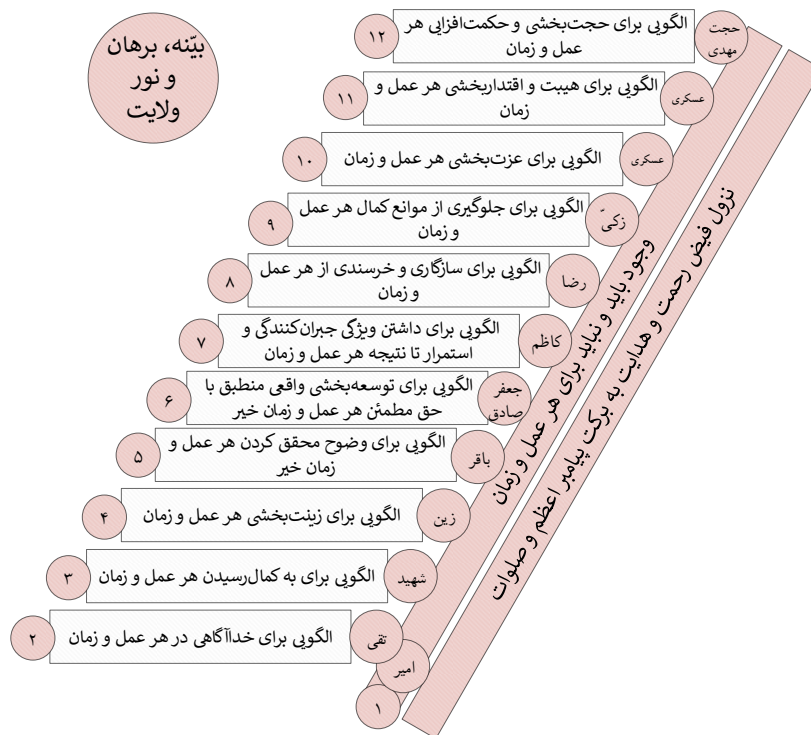 بیّنه، برهان
و نور
ولایت
حجت
مهدی
الگویی برای حجت‌بخشی و حکمت‌افزایی هر
عمل و زمان
۱۲
عسکری
الگویی برای هیبت و اقتداربخشی هر عمل و
زمان
۱۱
عسکری
الگویی برای عزت‌بخشی هر عمل و زمان
۱۰
زکیّ
الگویی برای جلوگیری از موانع کمال هر عمل
و زمان
۹
رضا
الگویی برای سازگاری و خرسندی از هر عمل
و زمان
۸
کاظم
الگویی برای داشتن ویژگی جبران‌کنندگی و
استمرار تا نتیجه هر عمل و زمان
۷
جعفر
صادق
الگویی برای توسعه‌بخشی واقعی منطبق با
حق مطمئن هر عمل و زمان خیر
۶
باقر
الگویی برای وضوح محقق کردن هر عمل و
زمان خیر
۵
زین
الگویی برای زینت‌بخشی هر عمل و زمان
۴
شهید
الگویی برای به کمال‌رسیدن هر عمل و زمان
۳
تقی
الگویی برای خداآگاهی در هر عمل و زمان
۲
امیر
۱
وجود باید و نباید برای هر عمل و زمان
نزول فیض رحمت و هدایت به برکت پیامبر اعظم و صلوات